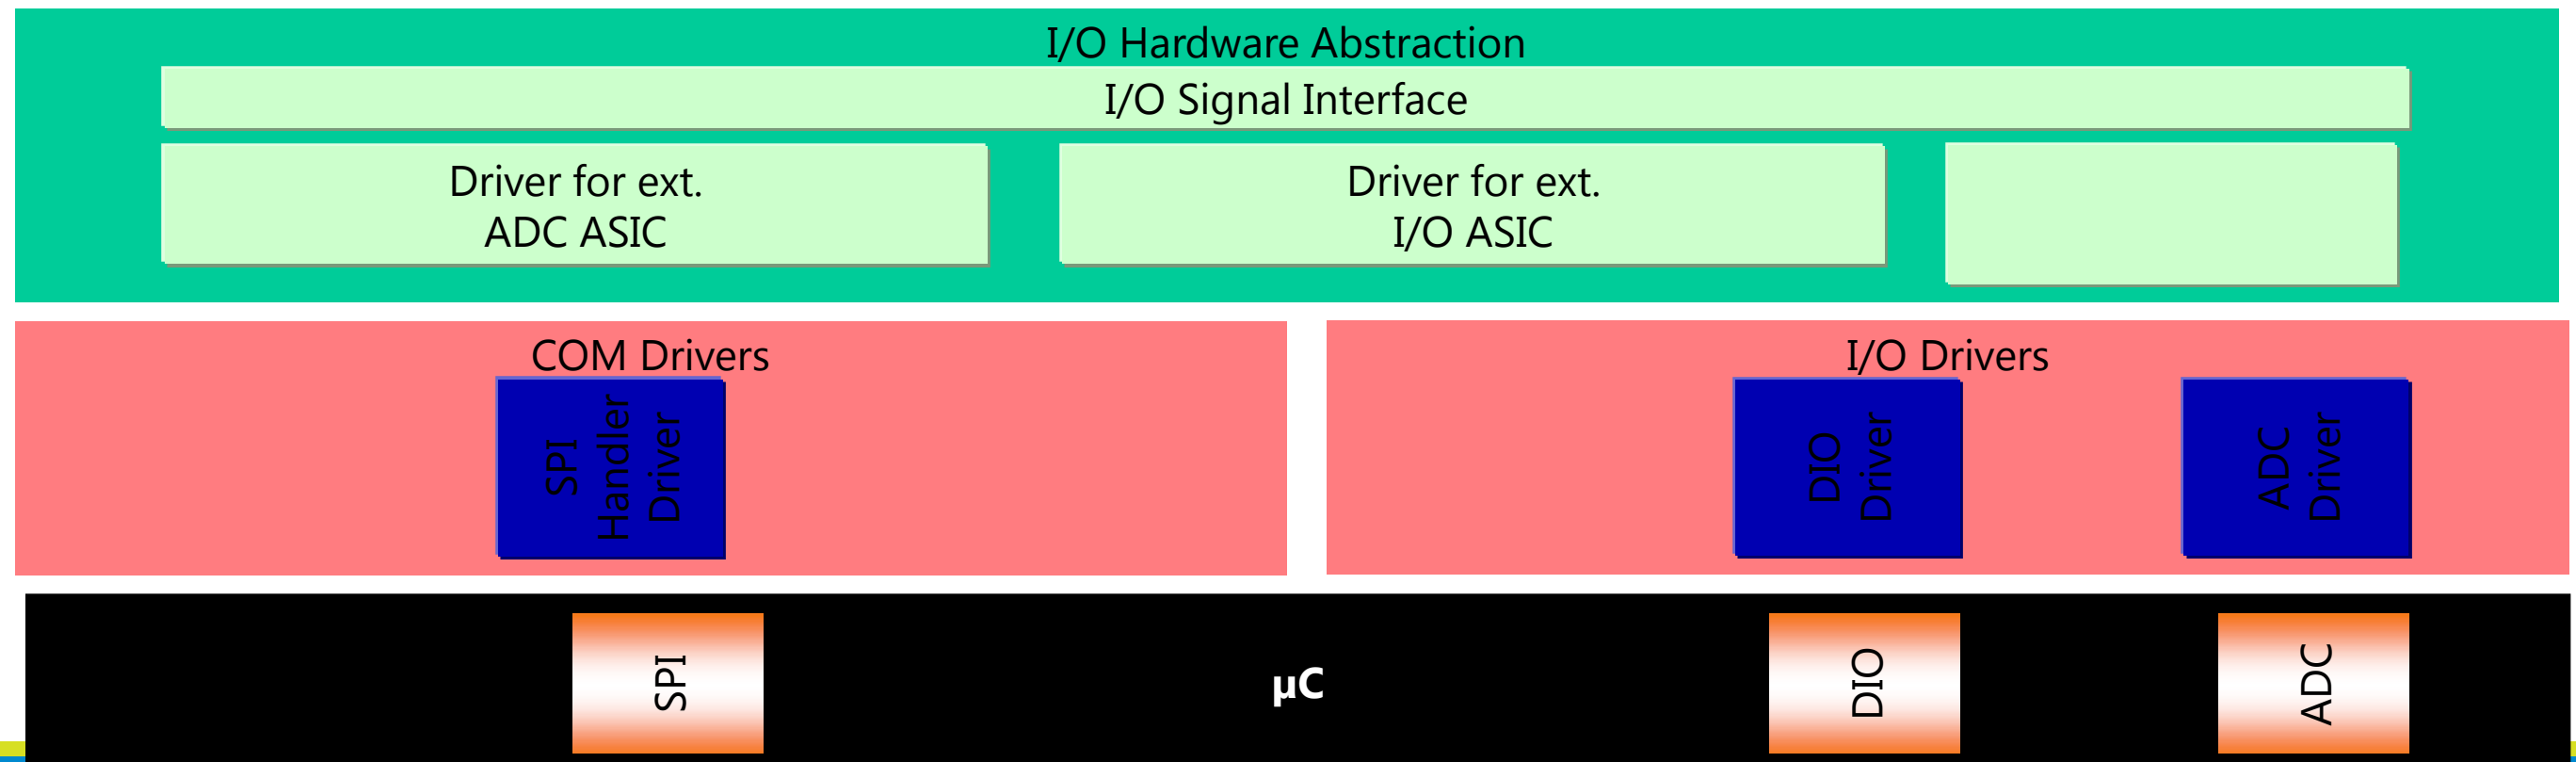 I/O Hardware Abstraction
I/O Signal Interface
Driver for ext.
ADC ASIC
Driver for ext.
I/O ASIC
COM Drivers
I/O Drivers
SPI
Handler
Driver
DIO
Driver
ADC
Driver
SPI
µC
DIO
ADC